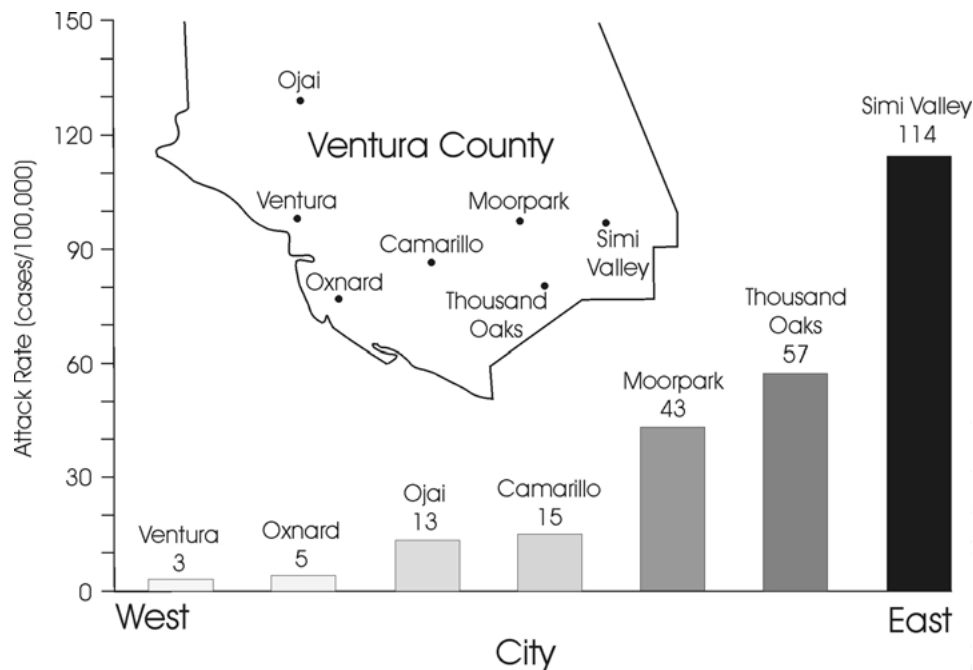 150
120
90
60
30
0
Attack Rate (cases/100,000)
Ojai
Ventura County
Ventura
Moorpark
Camarillo
Simi
Valley
Oxnard
Thousand
Oaks
Ventura
3
Oxnard
5
Ojai
13
Camarillo
15
Moorpark
43
Thousand
Oaks
57
Simi Valley
114
West
East
City